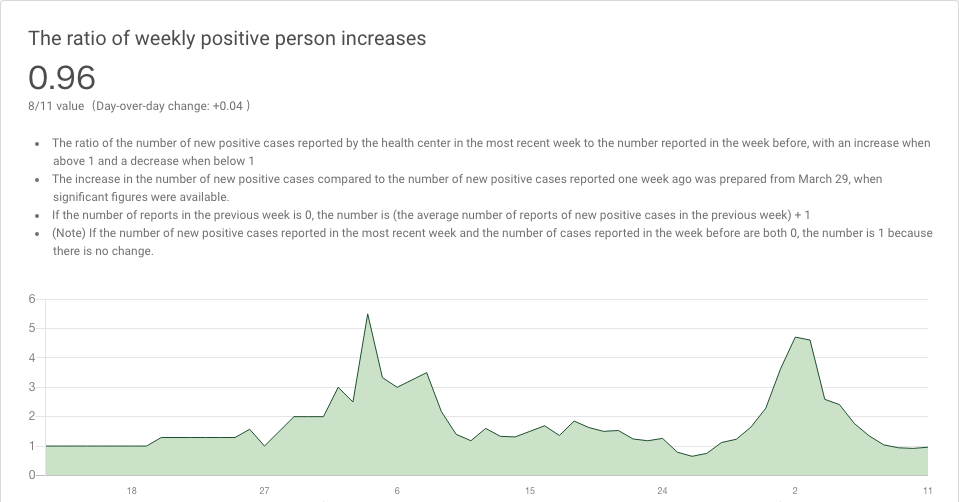 The ratio of weekly positive person increases
0.96
8/11 value （Day-over-day change: +0.04 ）
• The ratio of the number of new positive cases reported by the health center in the most recent week to the number reported in the week before, with an increase when
above 1 and a decrease when below 1
• The increase in the number of new positive cases compared to the number of new positive cases reported one week ago was prepared from March 29, when
significant figures were available.
• If the number of reports in the previous week is 0, the number is (the average number of reports of new positive cases in the previous week) + 1
• (Note) If the number of new positive cases reported in the most recent week and the number of cases reported in the week before are both 0, the number is 1 because
there is no change.
6
5
4
3
2
1
0
18 27 6 15 24 2 11